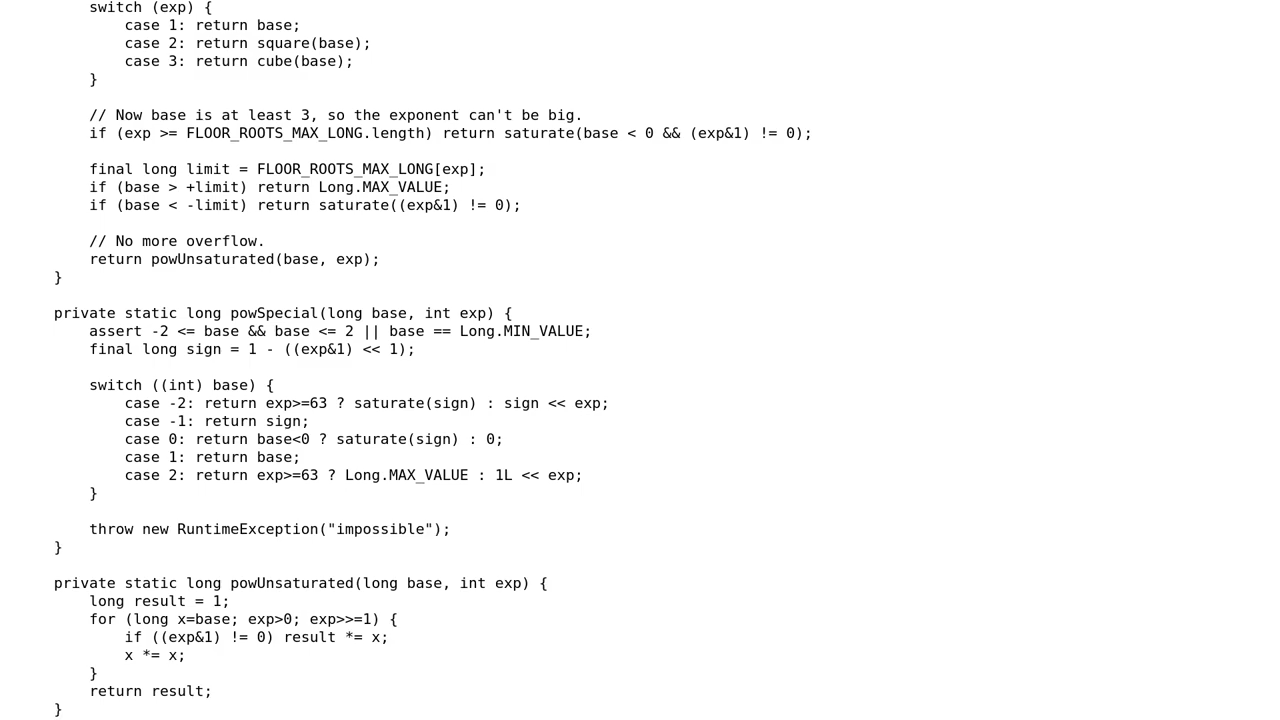 switch (exp) {
case 1: return base;
case 2: return square(base);
case 3: return cube(base);
}
// Now base is at least 3, so the exponent can't be big.
if (exp >= FLOOR_ROOTS_MAX_LONG.length) return saturate(base < 0 && (exp&1) != 0);
final long limit = FLOOR_ROOTS_MAX_LONG[exp];
if (base > +limit) return Long.MAX_VALUE;
if (base < -limit) return saturate((exp&1) != 0);
// No more overflow.
return powUnsaturated(base, exp);
}
private static long powSpecial(long base, int exp) {
assert -2 <= base && base <= 2 || base == Long.MIN_VALUE;
final long sign = 1 - ((exp&1) << 1);
switch ((int) base) {
case -2: return exp>=63 ? saturate(sign) : sign << exp;
case -1: return sign;
case 0: return base<0 ? saturate(sign) : 0;
case 1: return base;
case 2: return exp>=63 ? Long.MAX_VALUE : 1L << exp;
}
throw new RuntimeException("impossible");
}
private static long powUnsaturated(long base, int exp) {
long result = 1;
for (long x=base; exp>0; exp>>=1) {
if ((exp&1) != 0) result *= x;
x *= x;
}
return result;
}